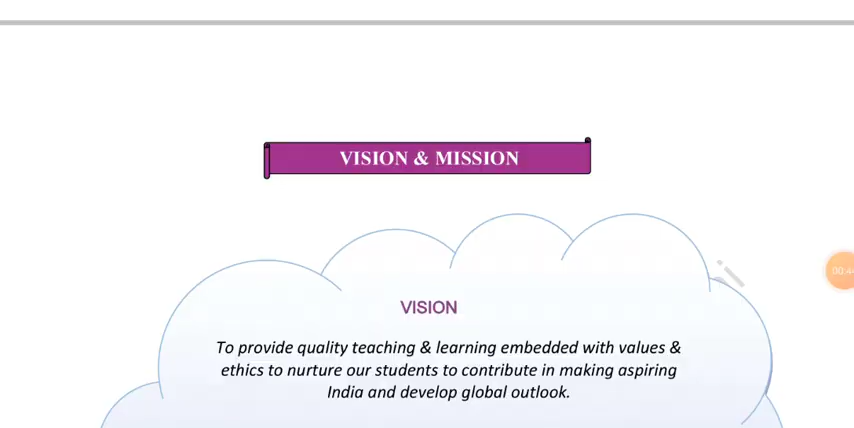 VISION & MISSION
VISION
To provide quality teaching & learning embedded with values &
ethics to nurture our students to contribute in making aspiring
India and develop global outlook.